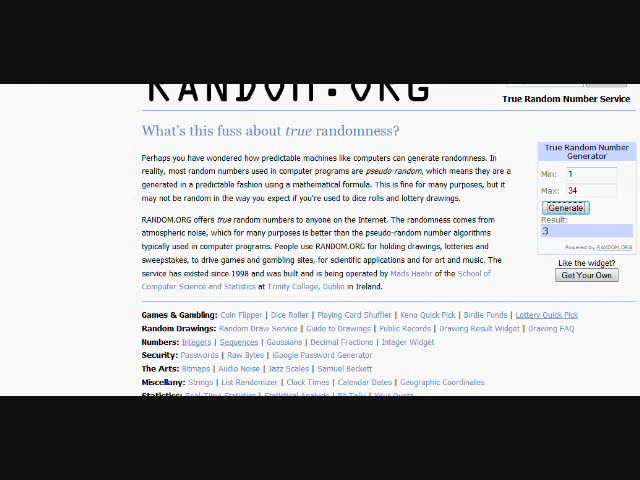 RANDOM.ORG
True Random Number Service
What's this fuss about true randomness?
Perhaps you have wondered how predictable machines like computers can generate randomness. In
reality, most random numbers used in computer programs are pseudo-random, which means they are
generated in a predictable fashion using a mathematical formula. This is fine for many purposes, but it
may not be random in the way you expect if you're used to dice rolls and lottery drawings.
RANDOM.ORG offers true random numbers to anyone on the Internet. The randomness comes from
atmospheric noise, which for many purposes is better than the pseudo-random number algorithms
typically used in computer programs. People use RANDOM.ORG for holding drawings, lotteries and
sweepstakes, to drive games and gambling sites, for scientific applications and for art and music. The
service has existed since 1998 and was built and is being operated by Mads Haahr of the School of
Computer Science and Statistics at Trinity College, Dublin in Ireland.
True Random Number
Generator
Min: 1
Max: 34
Generate
Result:
3
Powered by RANDOM.ORG
Like the widget?
Get Your Own
Games & Gambling: Coin Flipper | Dice Roller | Playing Card Shuffler | Keno Quick Pick | Birdie Funds | Lottery Quick Pick
Random Drawings: Random Draw Service | Guide to Drawings | Public Records | Drawing Result Widget | Drawing FAQ
Numbers: Integers | Sequences | Gaussians | Decimal Fractions | Integer Widget
Security: Passwords | Raw Bytes | iGoogle Password Generator
The Arts: Bitmaps | Audio Noise | Jazz Scales | Samuel Beckett
Miscellany: Strings | List Randomizer | Clock Times | Calendar Dates | Geographic Coordinates
Statistics: Real-Time Statistics | Statistical Analysis | Bit Tally | Your Quota